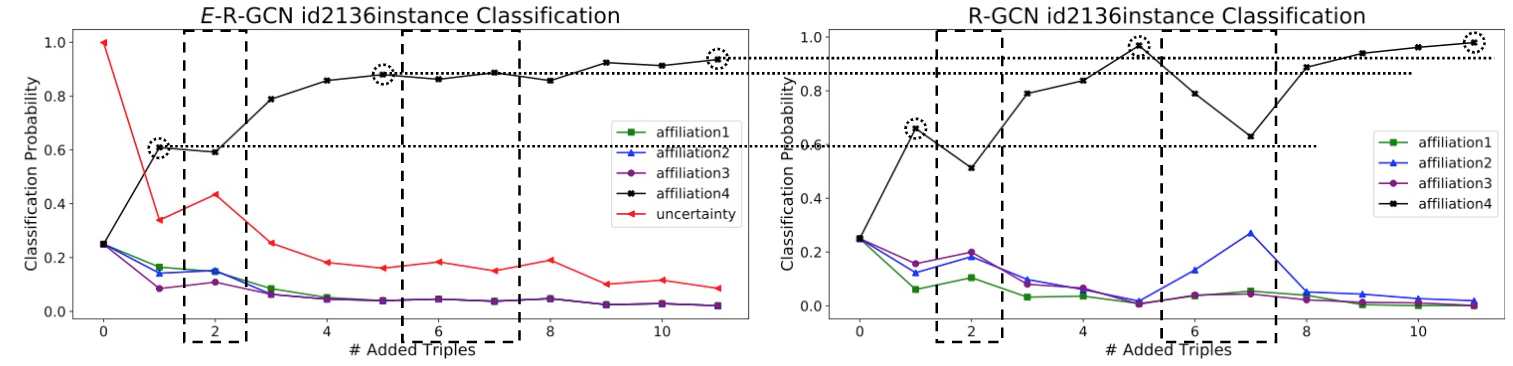 E-R-GCN id2136instance Classification
Classification Probability
1.0
0.8
0.6
0.4
0.2
0.0
0 2 4 6 8 10
# Added Triples
affiliation1
affiliation2
affiliation3
affiliation4
uncertainty
R-GCN id2136instance Classification
Classification Probability
1.0
0.8
0.6
0.4
0.2
0.0
0 2 4 6 8 10
# Added Triples
affiliation1
affiliation2
affiliation3
affiliation4